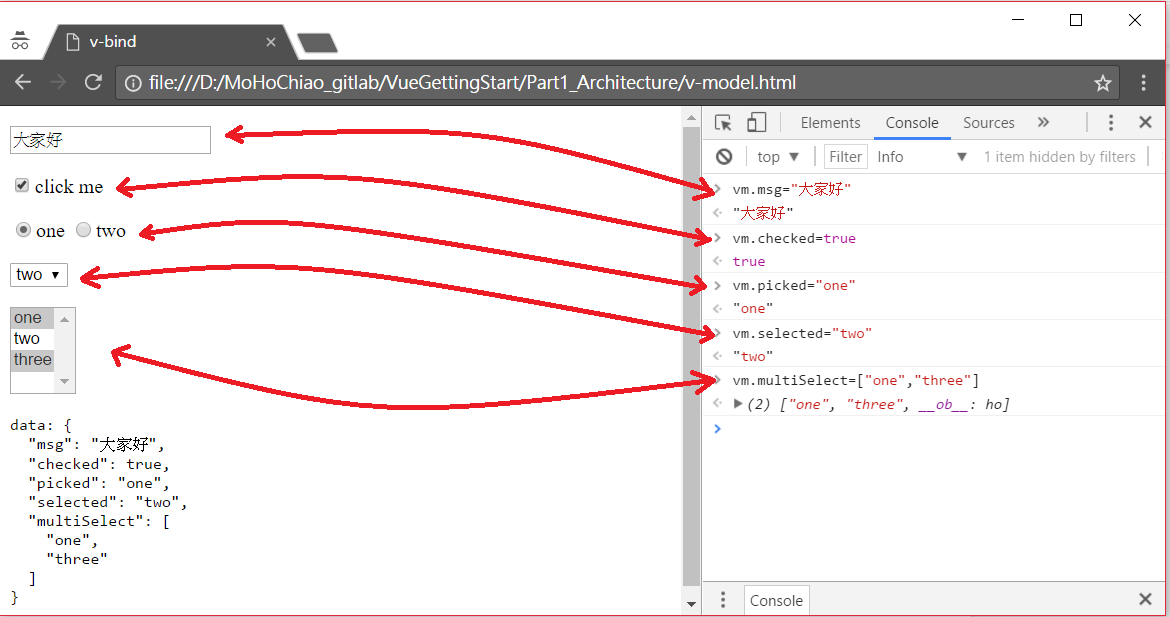 v-bind
file:///D:/MoHoChiao_gitlab/VueGettingStart/Part1_Architecture/v-model.html
大家好
click me
one two
two
one
two
three
data: {
  "msg": "大家好",
  "checked": true,
  "picked": "one",
  "selected": "two",
  "multiSelect": [
    "one",
    "three"
  ]
}
Elements Console Sources
top Filter Info 1 item hidden by filters
vm.msg="大家好"
"大家好"
vm.checked=true
true
vm.picked="one"
"one"
vm.selected="two"
"two"
vm.multiSelect=["one","three"]
(2) ["one", "three", __ob__: ho]
Console